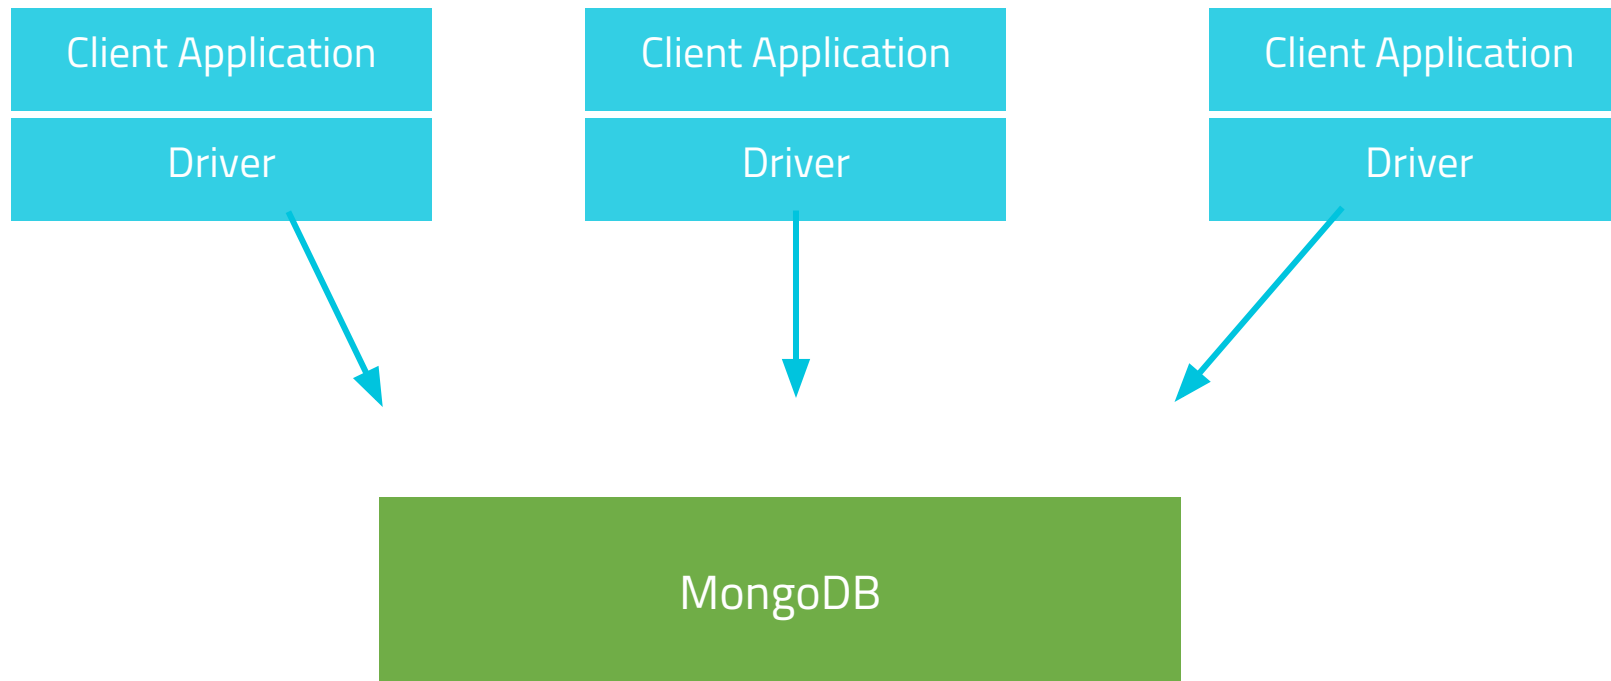 Client Application
Driver
Client Application
Driver
Client Application
Driver
MongoDB